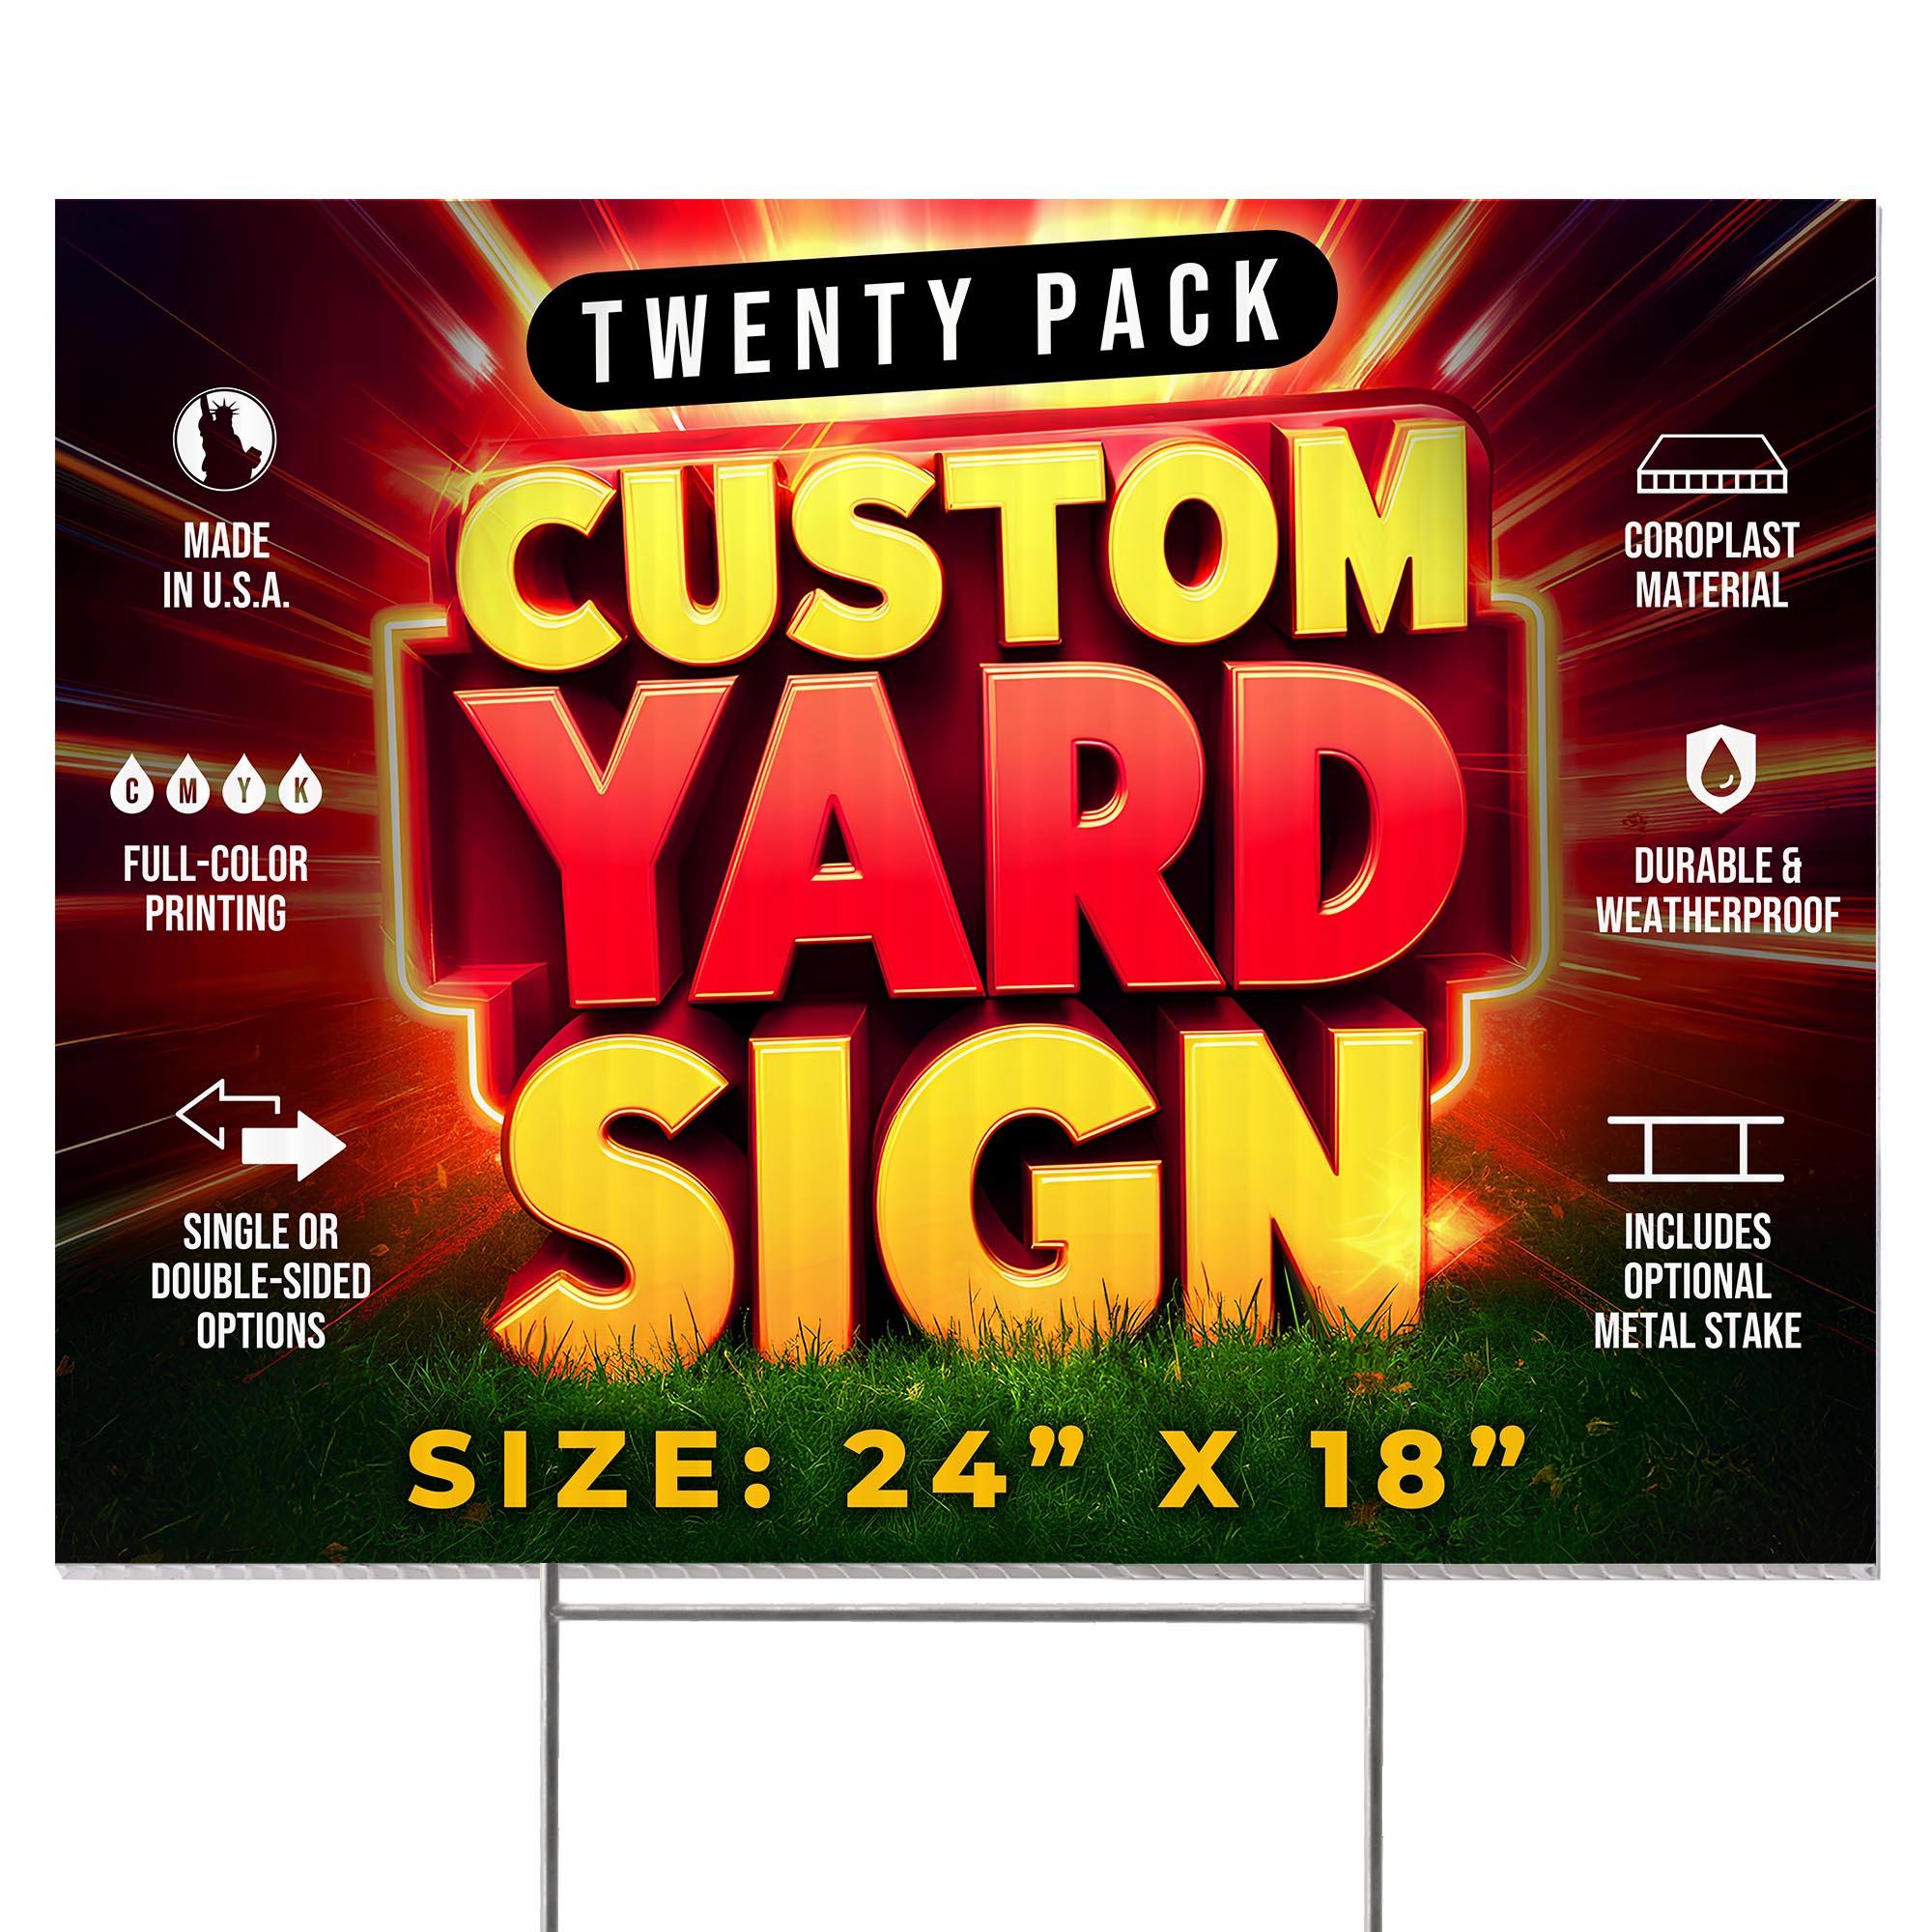 TWENTY PACK
CUSTOM
YARD
SIGN
MADE
IN U.S.A.
C M Y K
FULL-COLOR
PRINTING
SINGLE OR
DOUBLE-SIDED
OPTIONS
COROPLAST
MATERIAL
DURABLE &
WEATHERPROOF
INCLUDES
OPTIONAL
METAL STAKE
SIZE: 24” X 18”